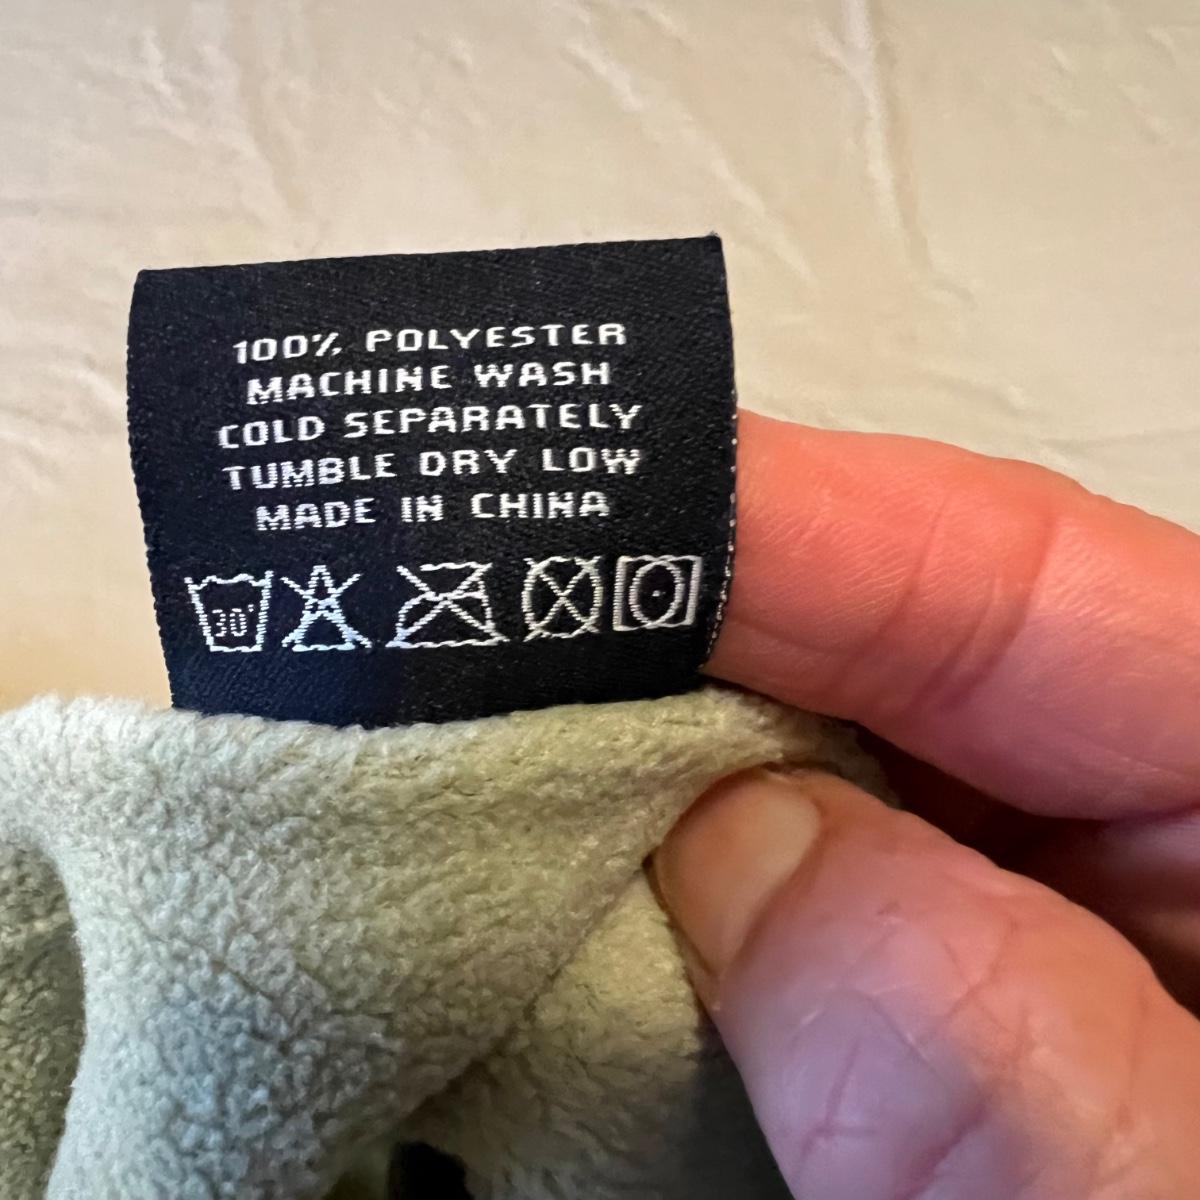 100% POLYESTER
MACHINE WASH
COLD SEPARATELY
TUMBLE DRY LOW
MADE IN CHINA
30°